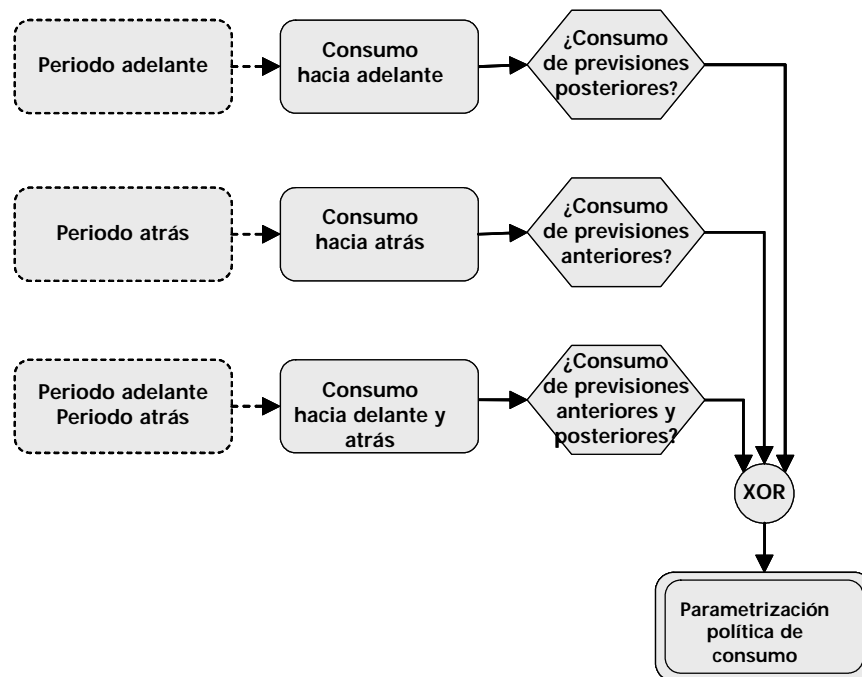 Periodo adelante
Consumo
hacia adelante
¿Consumo
de previsiones
posteriores?
Periodo atrás
Consumo
hacia atrás
¿Consumo
de previsiones
anteriores?
Periodo adelante
Periodo atrás
Consumo
hacia delante y
atrás
¿Consumo
de previsiones
anteriores y
posteriores?
XOR
Parametrización
política de
consumo